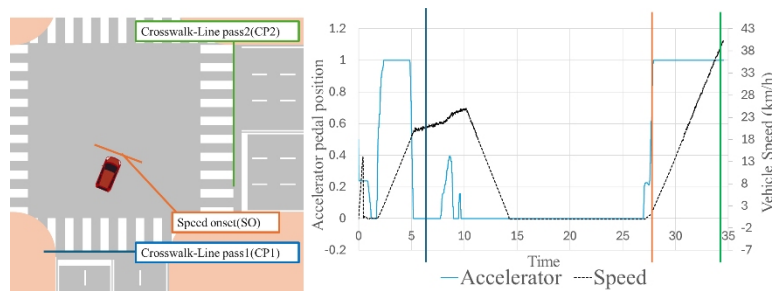 Crosswalk-Line pass2(CP2)
Speed onset(SO)
Crosswalk-Line pass1(CP1)
Accelerator pedal position
1.2
1
0.8
0.6
0.4
0.2
0
-0.2
0 5 10 15 20 25 30 35
Time
43
38
33
28
23
18
13
8
3
-2
-7
Vehicle Speed (km/h)
Accelerator Speed